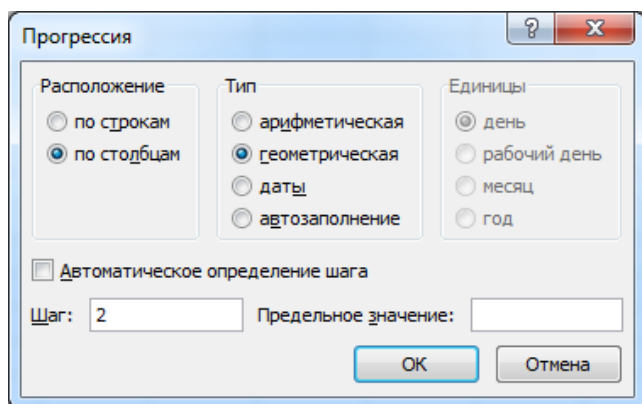 Прогрессия
Расположение
по строкам
по столбцам
Тип
арифметическая
геометрическая
даты
автозаполнение
Единицы
день
рабочий день
месяц
год
Автоматическое определение шага
Шаг: 2 Предельное значение:
ОК Отмена